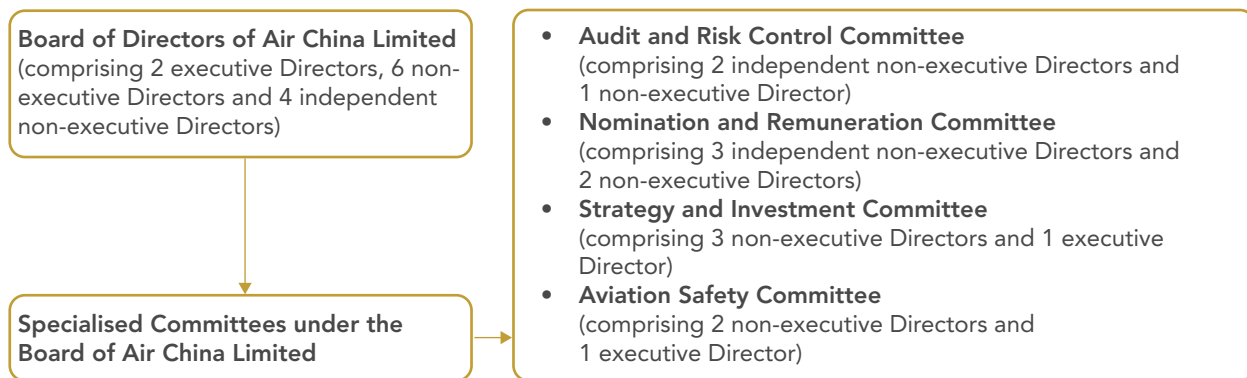 Board of Directors of Air China Limited
(comprising 2 executive Directors, 6 non-
executive Directors and 4 independent
non-executive Directors)
Specialised Committees under the
Board of Air China Limited
• Audit and Risk Control Committee
(comprising 2 independent non-executive Directors and
1 non-executive Director)
• Nomination and Remuneration Committee
(comprising 3 independent non-executive Directors and
2 non-executive Directors)
• Strategy and Investment Committee
(comprising 3 non-executive Directors and 1 executive
Director)
• Aviation Safety Committee
(comprising 2 non-executive Directors and
1 executive Director)